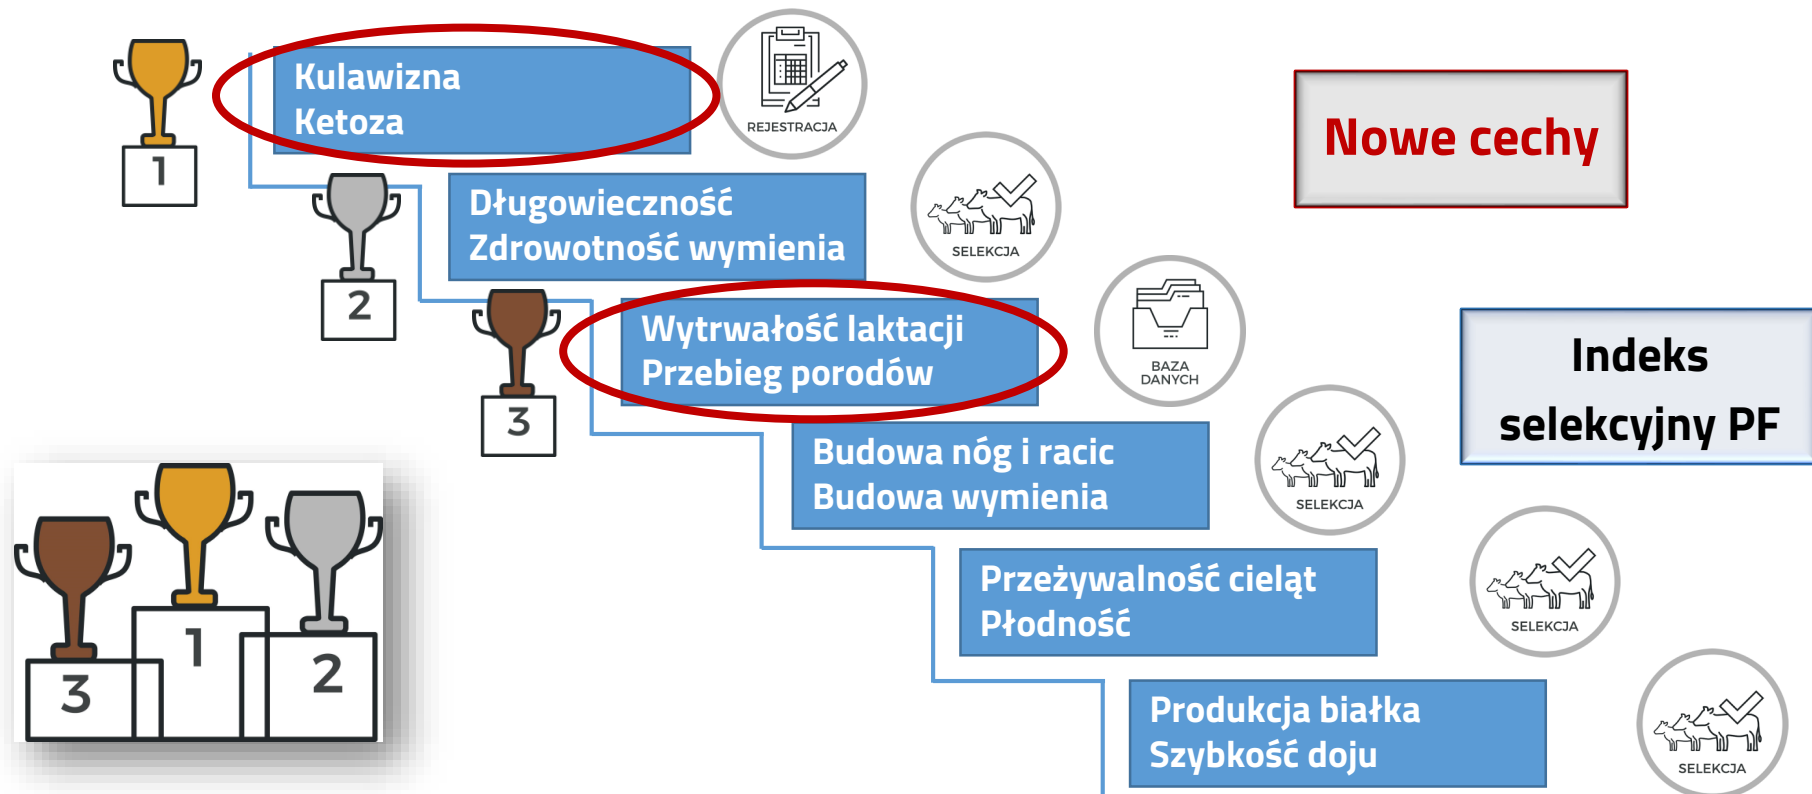 Kulawizna
Ketoza
REJESTRACJA
1
Nowe cechy
Długowieczność
Zdrowotność wymienia
SELEKCJA
2
Wytrwałość laktacji
Przebieg porodów
BAZA
DANYCH
3
Indeks
selekcyjny PF
Budowa nóg i racic
Budowa wymienia
SELEKCJA
Przeżywalność cieląt
Płodność
SELEKCJA
3
1
2
Produkcja białka
Szybkość doju
SELEKCJA